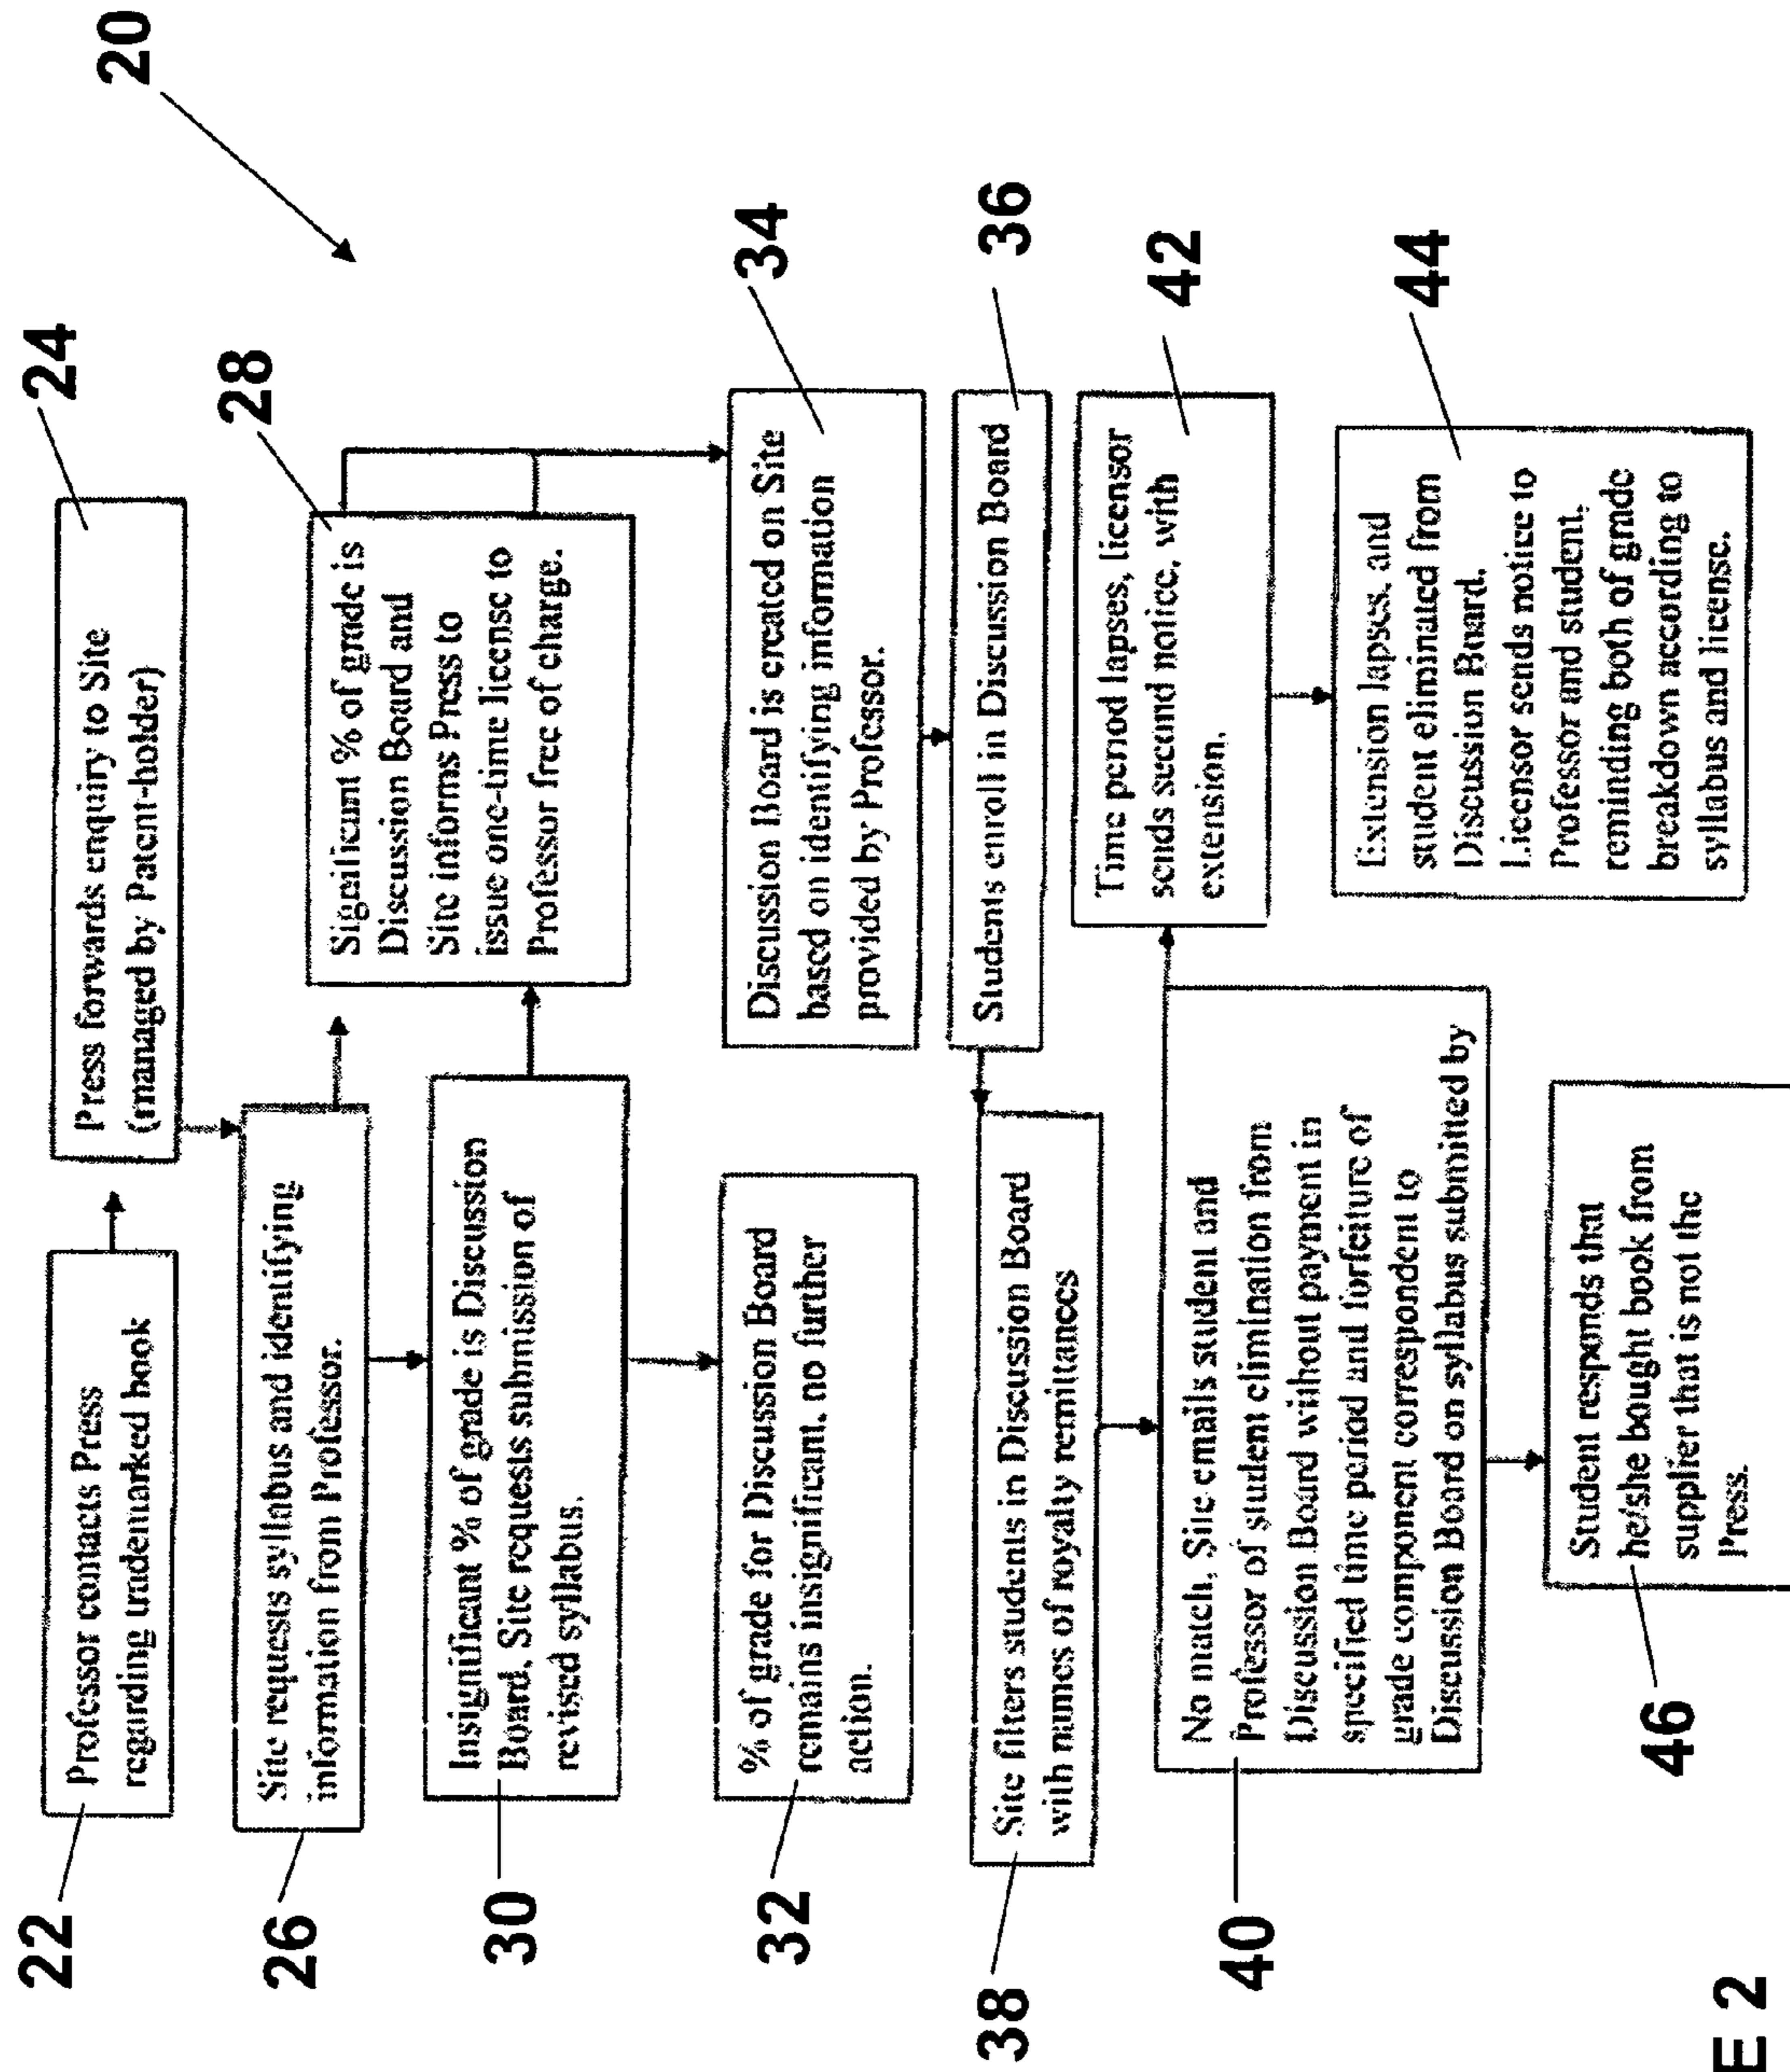 20
22
Professor contacts Press
regarding trademarked book
24
Press forwards enquiry to Site
(managed by Patent-holder)
26
Site requests syllabus and identifying
information from Professor.
28
Significant % of grade is
Discussion Board and
Site informs Press to
issue one-time license to
Professor free of charge.
30
Insignificant % of grade is Discussion
Board, Site requests submission of
revised syllabus.
32
% of grade for Discussion Board
remains insignificant, no further
action.
34
Discussion Board is created on Site
based on identifying information
provided by Professor.
36
Students enroll in Discussion Board
38
Site filters students in Discussion Board
with names of royalty remittances
40
No match, Site emails student and
Professor of student elimination from
Discussion Board without payment in
specified time period and forfeiture of
grade component correspondent to
Discussion Board on syllabus submitted by
42
Time period lapses, licensor
sends second notice, with
extension.
44
Extension lapses, and
student eliminated from
Discussion Board.
Licensor sends notice to
Professor and student,
reminding both of grade
breakdown according to
syllabus and license.
46
Student responds that
he/she bought book from
supplier that is not the
Press.
E 2